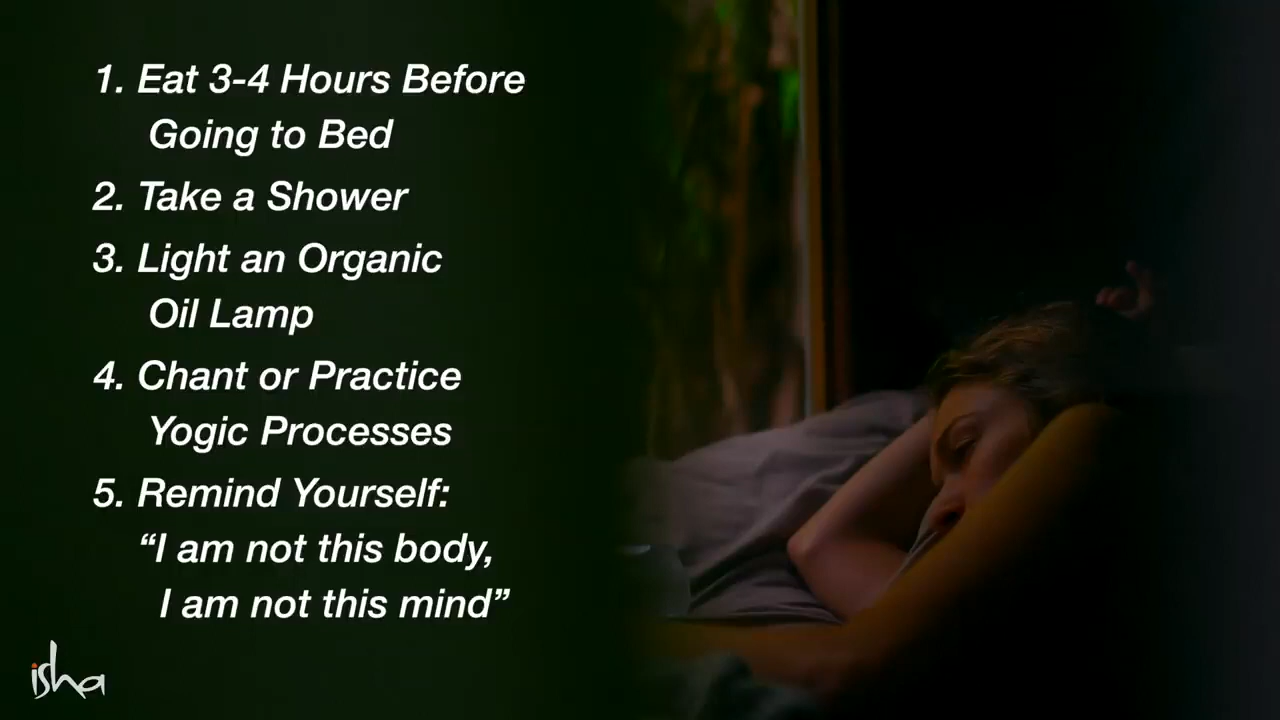 1. Eat 3-4 Hours Before
Going to Bed
2. Take a Shower
3. Light an Organic
Oil Lamp
4. Chant or Practice
Yogic Processes
5. Remind Yourself:
“I am not this body,
I am not this mind”
isha